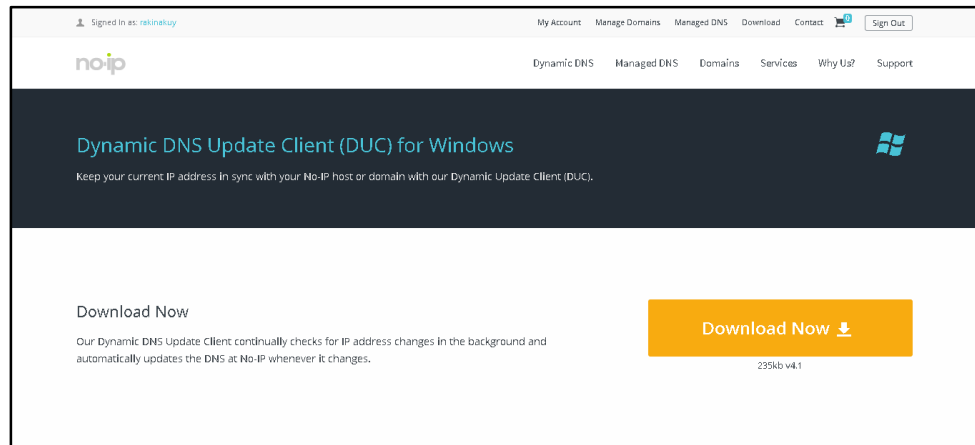 Signed In as: rakinakuy
My Account Manage Domains Managed DNS Download Contact 0 Sign Out
no-ip
Dynamic DNS Managed DNS Domains Services Why Us? Support
Dynamic DNS Update Client (DUC) for Windows
Keep your current IP address in sync with your No-IP host or domain with our Dynamic Update Client (DUC).
Download Now
Our Dynamic DNS Update Client continually checks for IP address changes in the background and
automatically updates the DNS at No-IP whenever it changes.
Download Now
235kb v4.1